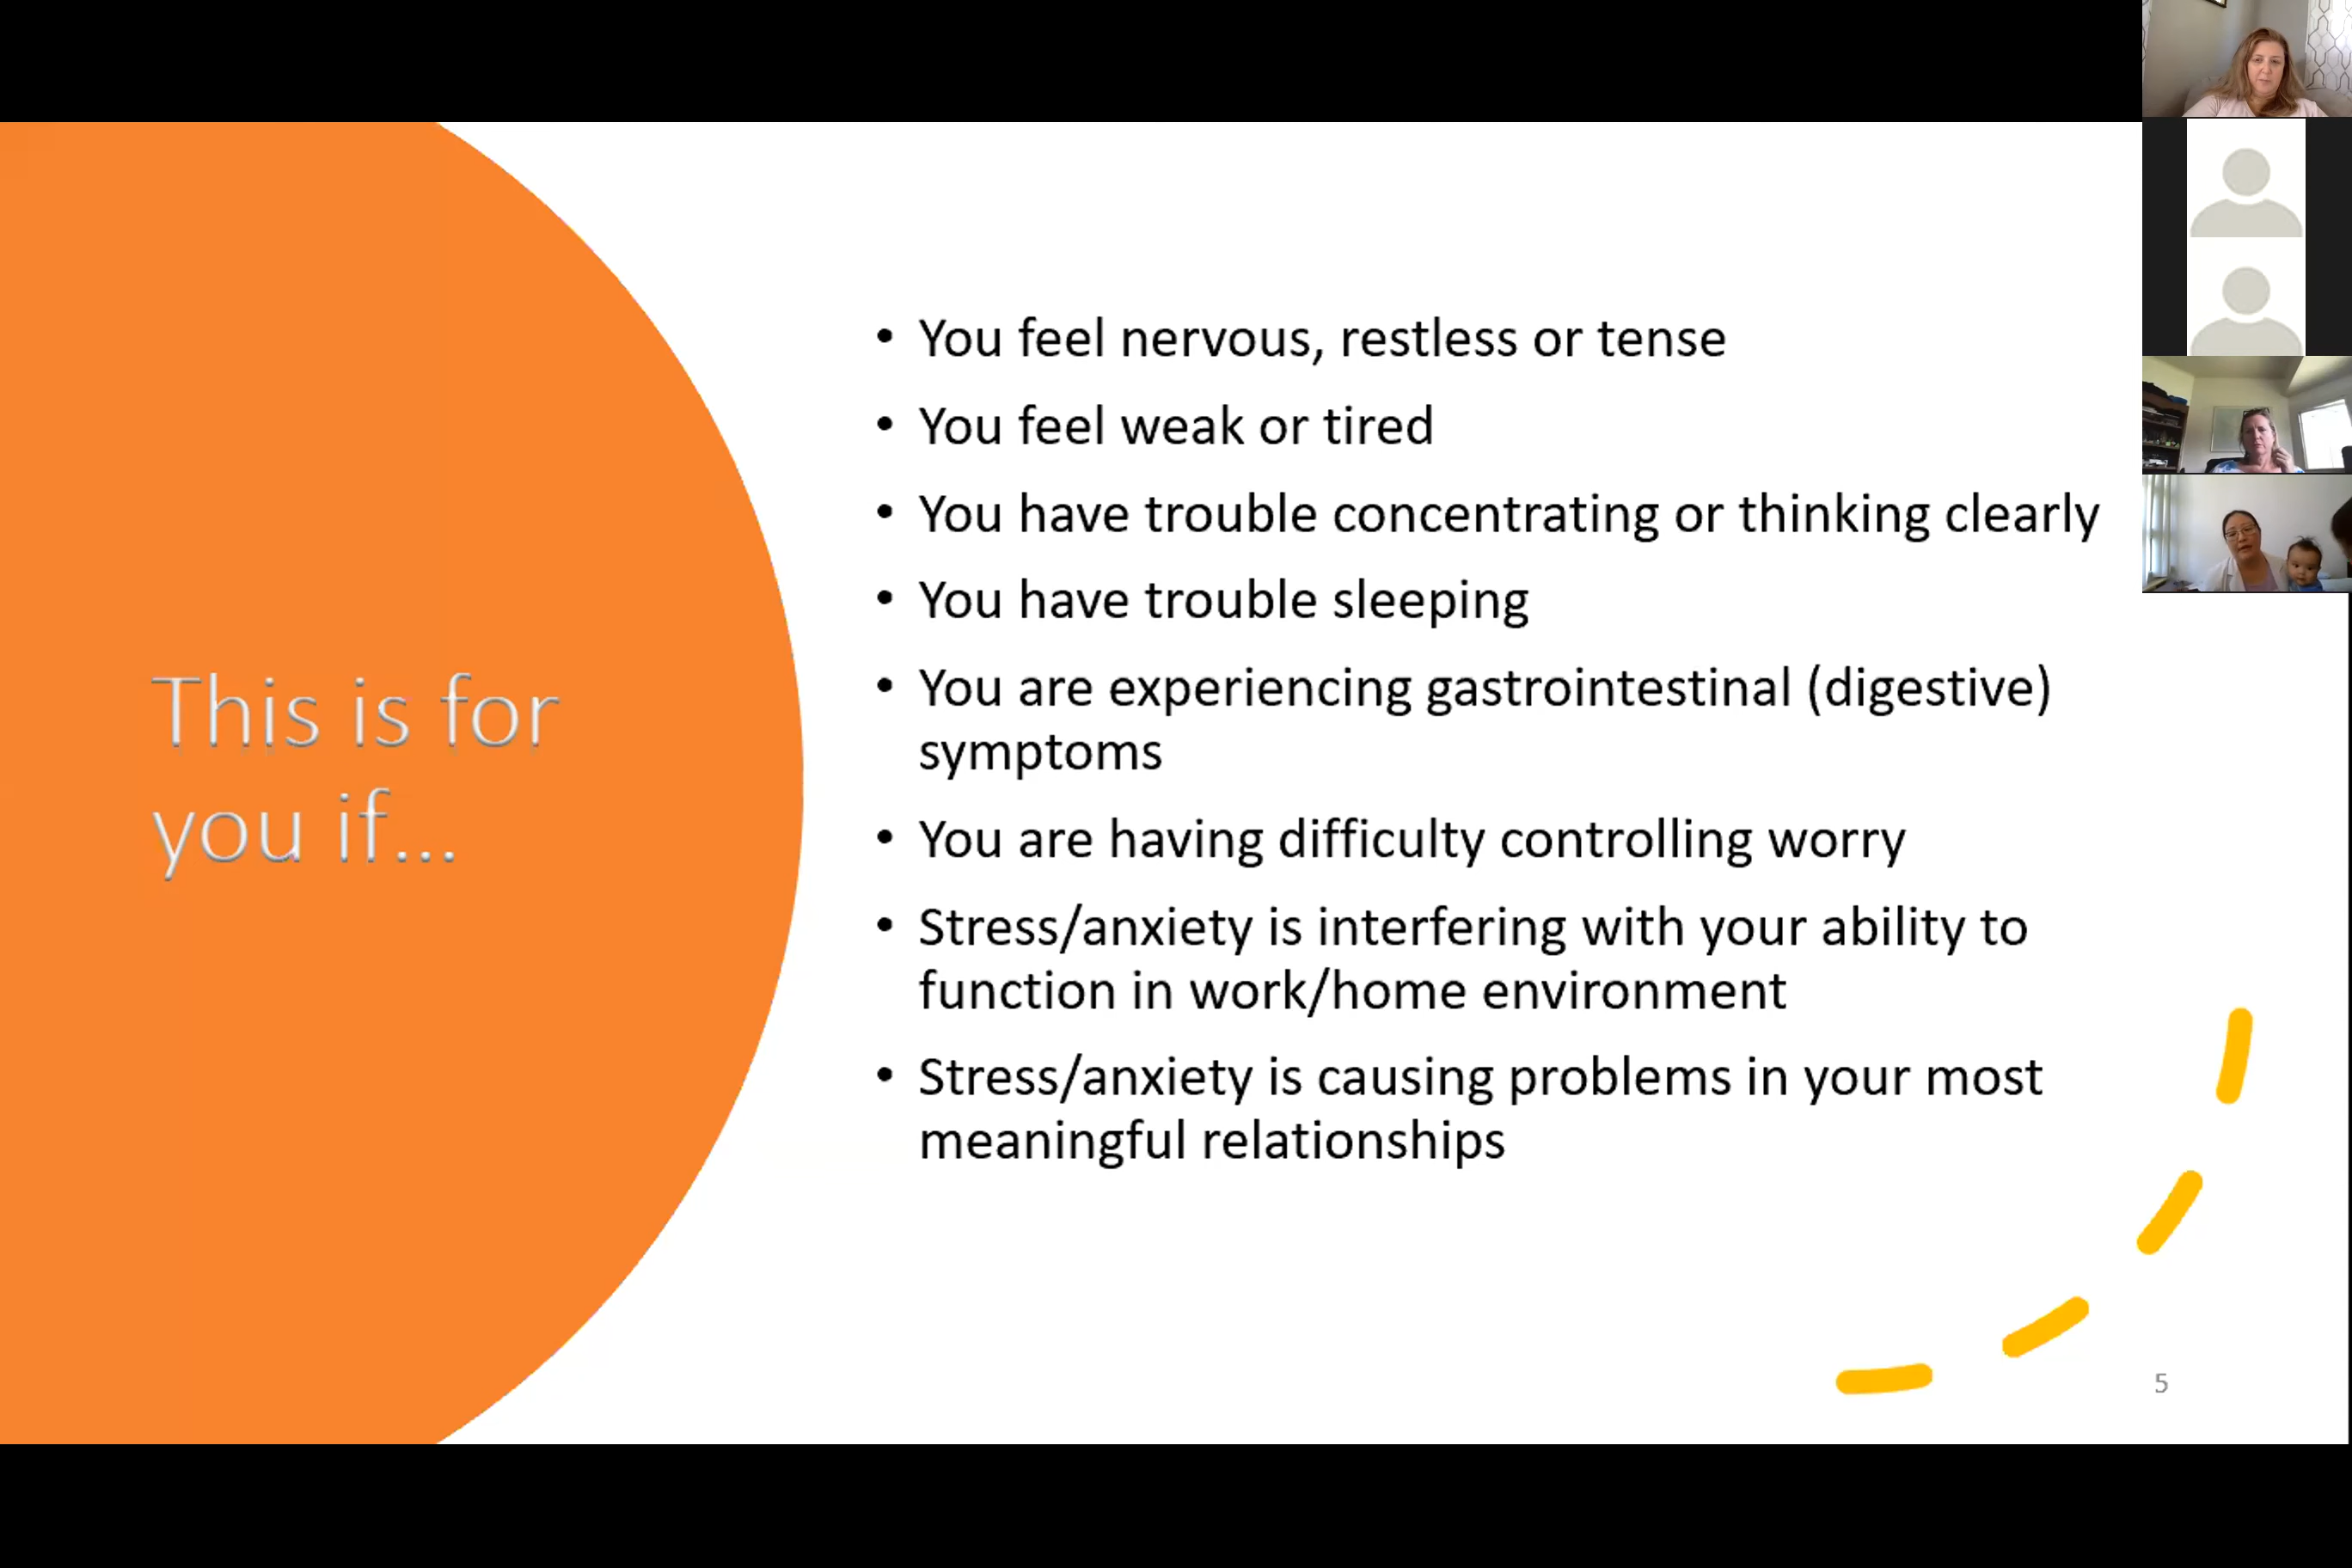 This is for
you if...
• You feel nervous, restless or tense
• You feel weak or tired
• You have trouble concentrating or thinking clearly
• You have trouble sleeping
• You are experiencing gastrointestinal (digestive)
symptoms
• You are having difficulty controlling worry
• Stress/anxiety is interfering with your ability to
function in work/home environment
• Stress/anxiety is causing problems in your most
meaningful relationships
5